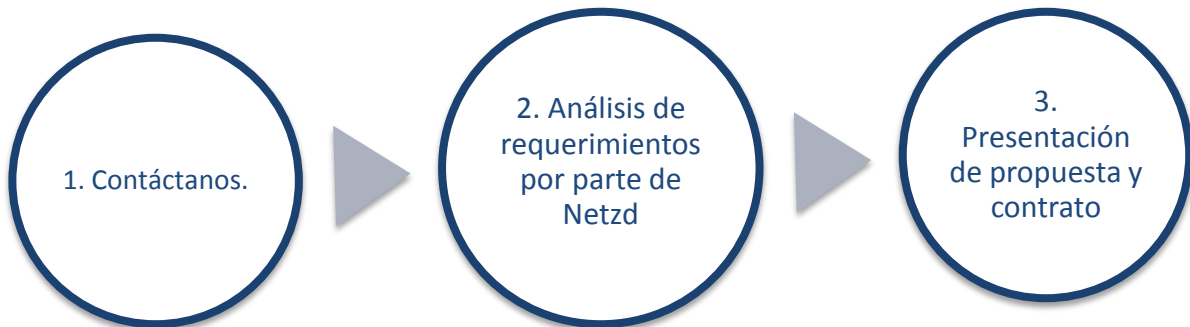 1. Contáctanos.
2. Análisis de
requerimientos
por parte de
Netzd
3.
Presentación
de propuesta y
contrato